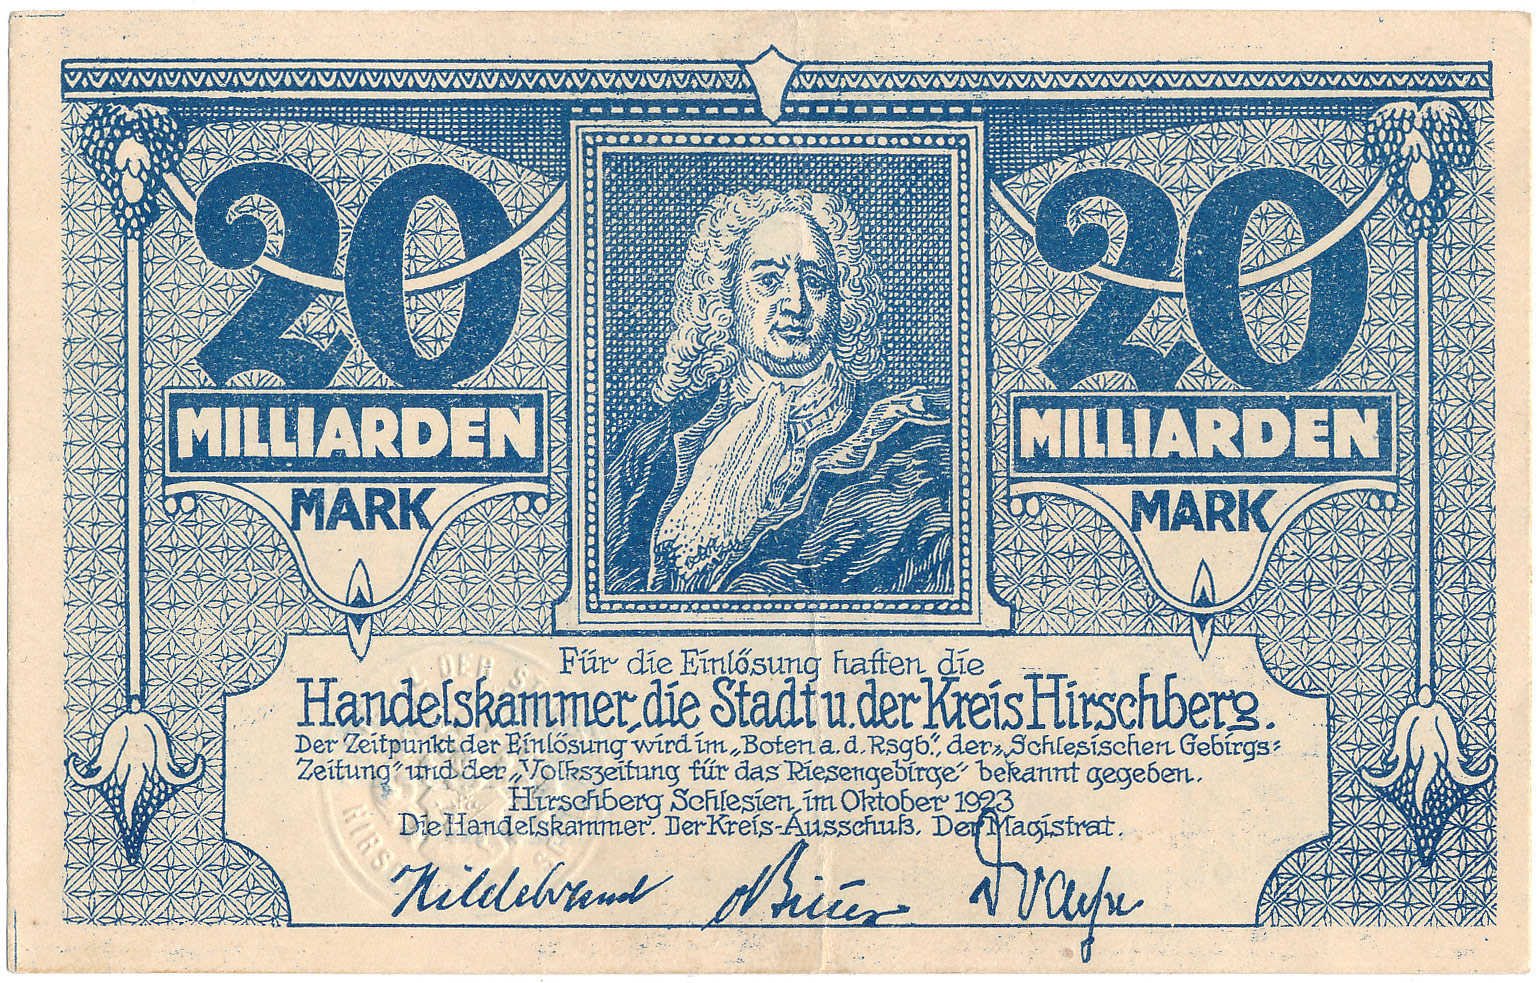 20 20
MILLIARDEN MILLIARDEN
MARK MARK
Für die Einlösung haften die
Handelskammer, die Stadt u. der Kreis Hirschberg.
Der Zeitpunkt der Einlösung wird im „Boten a. d. Rsgb.", der „Schlesischen Gebirgs-
Zeitung" und der „Volkszeitung für das Riesengebirge" bekannt gegeben.
Hirschberg Schlesien im Oktober 1923
Die Handelskammer. Der Kreis-Ausschuß. Der Magistrat.
Hildebrand